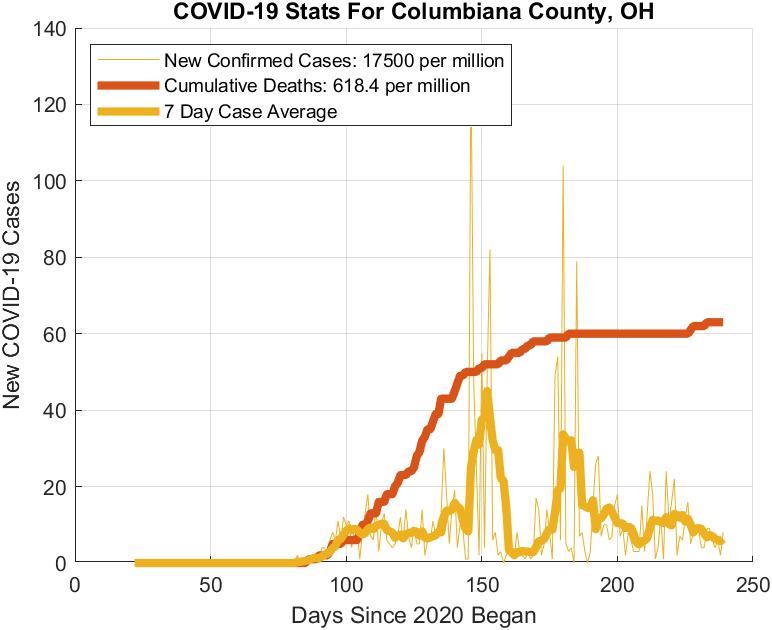 COVID-19 Stats For Columbiana County, OH
New Confirmed Cases: 17500 per million
Cumulative Deaths: 618.4 per million
7 Day Case Average
New COVID-19 Cases
140
120
100
80
60
40
20
0
0 50 100 150 200 250
Days Since 2020 Began